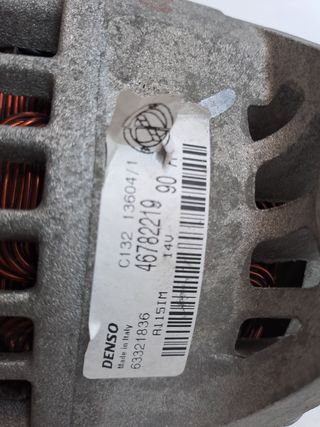 C132 13604/1
46782219 90 A
14V
DENSO
Made in Italy
63321836
A115IM